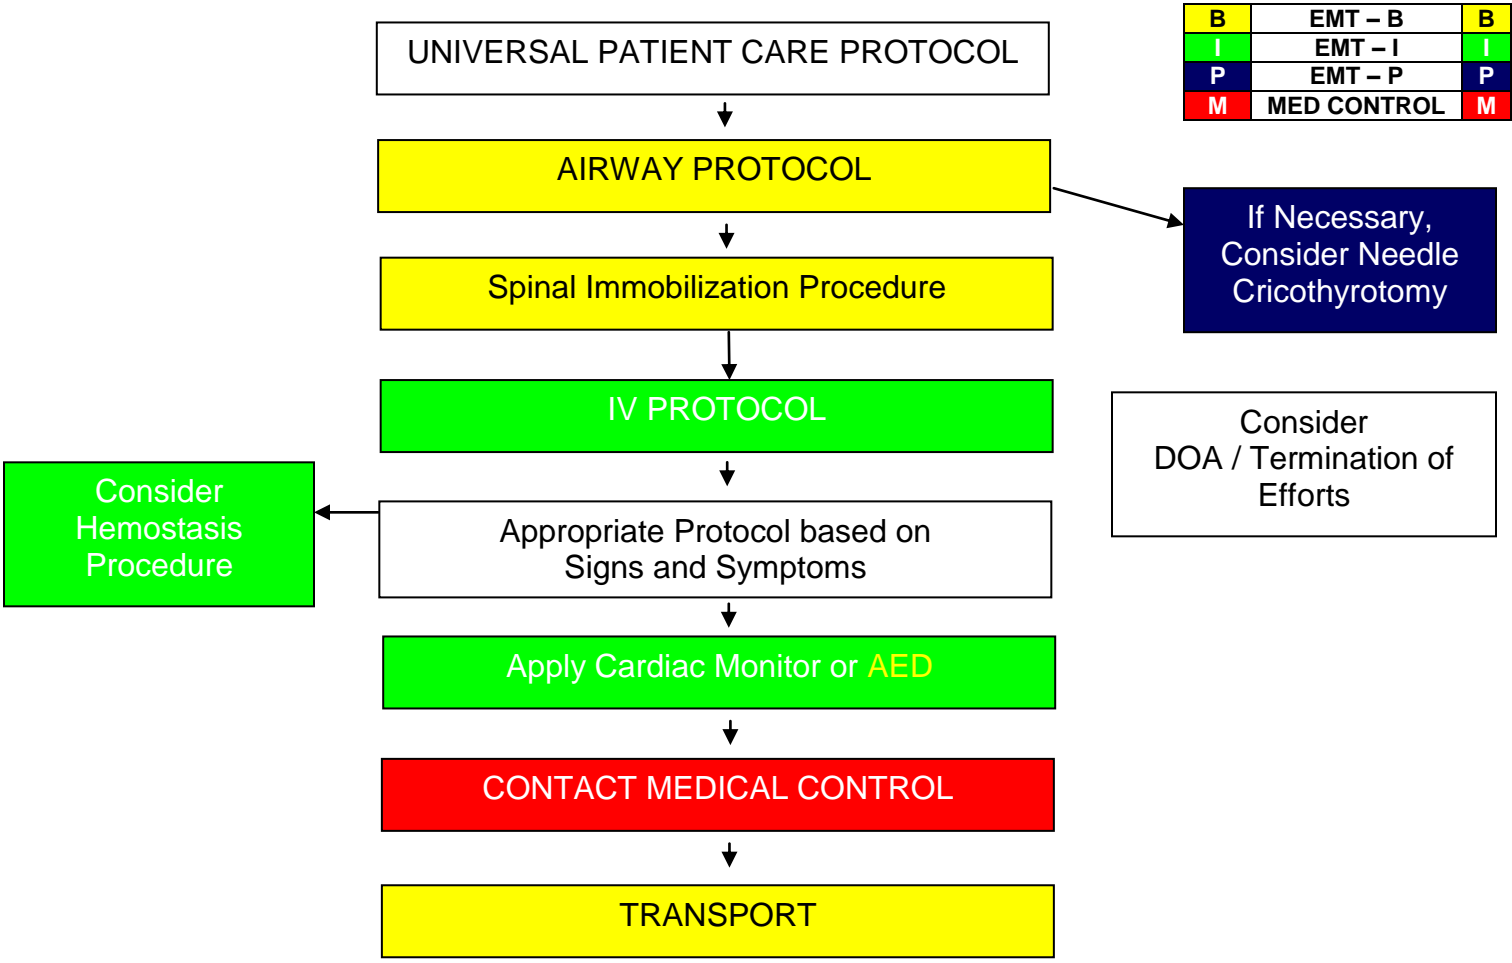 UNIVERSAL PATIENT CARE PROTOCOL
B EMT – B B
I EMT – I I
P EMT – P P
M MED CONTROL M
AIRWAY PROTOCOL
If Necessary,
Consider Needle
Cricothyrotomy
Spinal Immobilization Procedure
IV PROTOCOL
Consider
DOA / Termination of
Efforts
Consider
Hemostasis
Procedure
Appropriate Protocol based on
Signs and Symptoms
Apply Cardiac Monitor or AED
CONTACT MEDICAL CONTROL
TRANSPORT